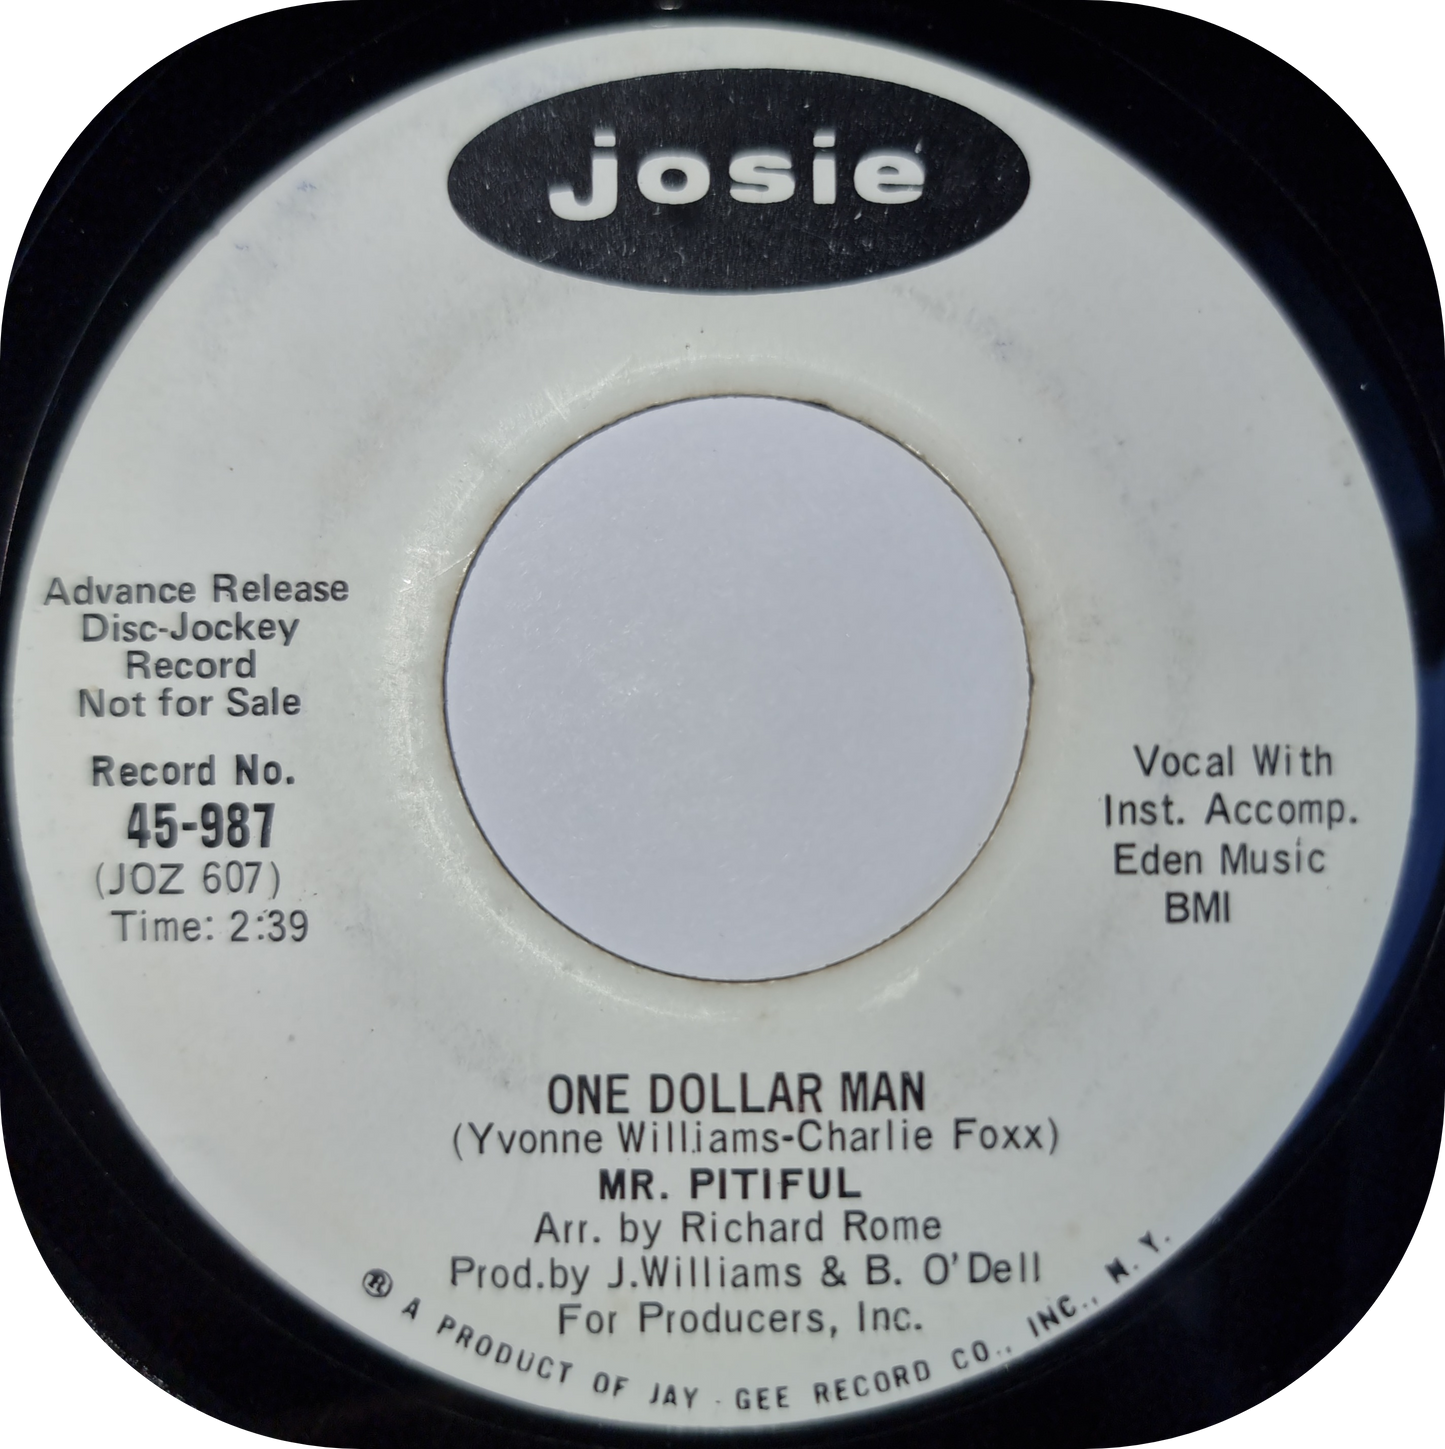 josie
Advance Release
Disc-Jockey
Record
Not for Sale
Record No.
45-987
(JOZ 607)
Time: 2:39
Vocal With
Inst. Accomp.
Eden Music
BMI
ONE DOLLAR MAN
(Yvonne Williams-Charlie Foxx)
MR. PITIFUL
Arr. by Richard Rome
Prod.by J.Williams & B. O'Dell
For Producers, Inc.
® A PRODUCT OF JAY-GEE RECORD CO., INC., N.Y.